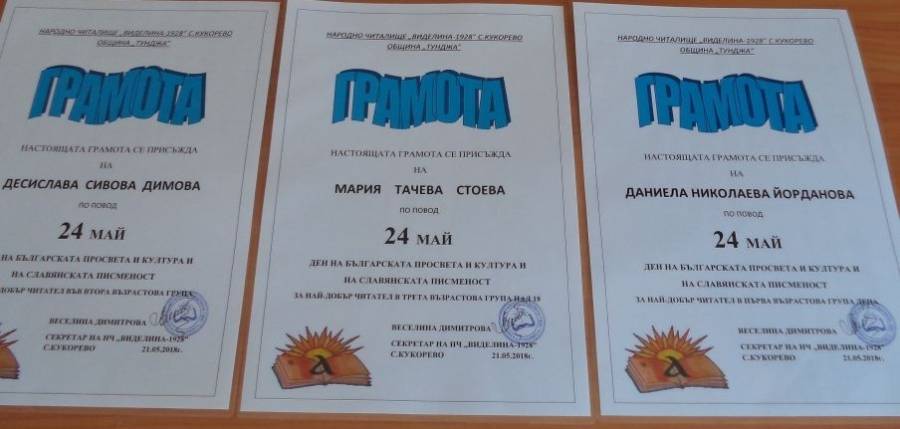 НАРОДНО ЧИТАЛИЩЕ „ВИДЕЛИНА-1928" С.КУКОРЕВО
ОБЩИНА „ТУНДЖА"
ГРАМОТА
НАСТОЯЩАТА ГРАМОТА СЕ ПРИСЪЖДА
НА
ДЕСИСЛАВА СИВОВА ДИМОВА
ПО ПОВОД
24 МАЙ
НА БЪЛГАРСКАТА ПРОСВЕТА И КУЛТУРА И
НА СЛАВЯНСКАТА ПИСМЕНОСТ
ДОБЪР ЧИТАТЕЛ ВЪВ ВТОРА ВЪЗРАСТОВА ГРУПА
ВЕСЕЛИНА ДИМИТРОВА
СЕКРЕТАР НА НЧ „ВИДЕЛИНА-1928"
С.КУКОРЕВО 21.05.2018г.
НАРОДНО ЧИТАЛИЩЕ „ВИДЕЛИНА-1928" С.КУКОРЕВО
ОБЩИНА „ТУНДЖА"
ГРАМОТА
НАСТОЯЩАТА ГРАМОТА СЕ ПРИСЪЖДА
НА
МАРИЯ ТАЧЕВА СТОЕВА
ПО ПОВОД
24 МАЙ
ДЕН НА БЪЛГАРСКАТА ПРОСВЕТА И КУЛТУРА И
НА СЛАВЯНСКАТА ПИСМЕНОСТ
ЗА НАЙ-ДОБЪР ЧИТАТЕЛ В ТРЕТА ВЪЗРАСТОВА ГРУПА НАД 18
ВЕСЕЛИНА ДИМИТРОВА
СЕКРЕТАР НА НЧ „ВИДЕЛИНА-1928"
С.КУКОРЕВО 21.05.2018г.
НАРОДНО ЧИТАЛИЩЕ „ВИДЕЛИНА-1928" С.КУКОРЕВО
ОБЩИНА „ТУНДЖА"
ГРАМОТА
НАСТОЯЩАТА ГРАМОТА СЕ ПРИСЪЖДА
НА
ДАНИЕЛА НИКОЛАЕВА ЙОРДАНОВА
ПО ПОВОД
24 МАЙ
ДЕН НА БЪЛГАРСКАТА ПРОСВЕТА И КУЛТУРА И
НА СЛАВЯНСКАТА ПИСМЕНОСТ
ЗА НАЙ-ДОБЪР ЧИТАТЕЛ В ПЪРВА ВЪЗРАСТОВА ГРУПА ДЕЦА
ВЕСЕЛИНА ДИМИТРОВА
СЕКРЕТАР НА НЧ „ВИДЕЛИНА-1928"
С.КУКОРЕВО 21.05.2018г.